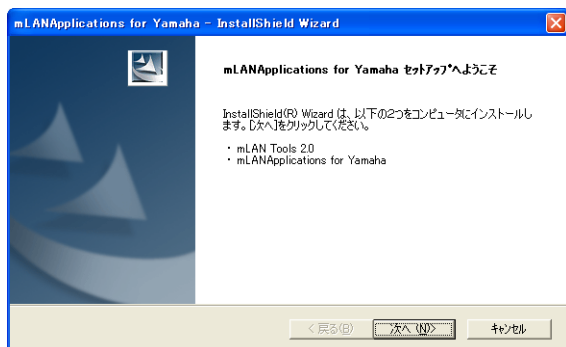 mLANApplications for Yamaha - InstallShield Wizard
mLANApplications for Yamaha セットアップへようこそ
InstallShield(R) Wizard は、以下の2つをコンピュータにインストールし
ます。[次へ]をクリックしてください。
・ mLAN Tools 2.0
・ mLANApplications for Yamaha
< 戻る(B)
次へ (N)>
キャンセル